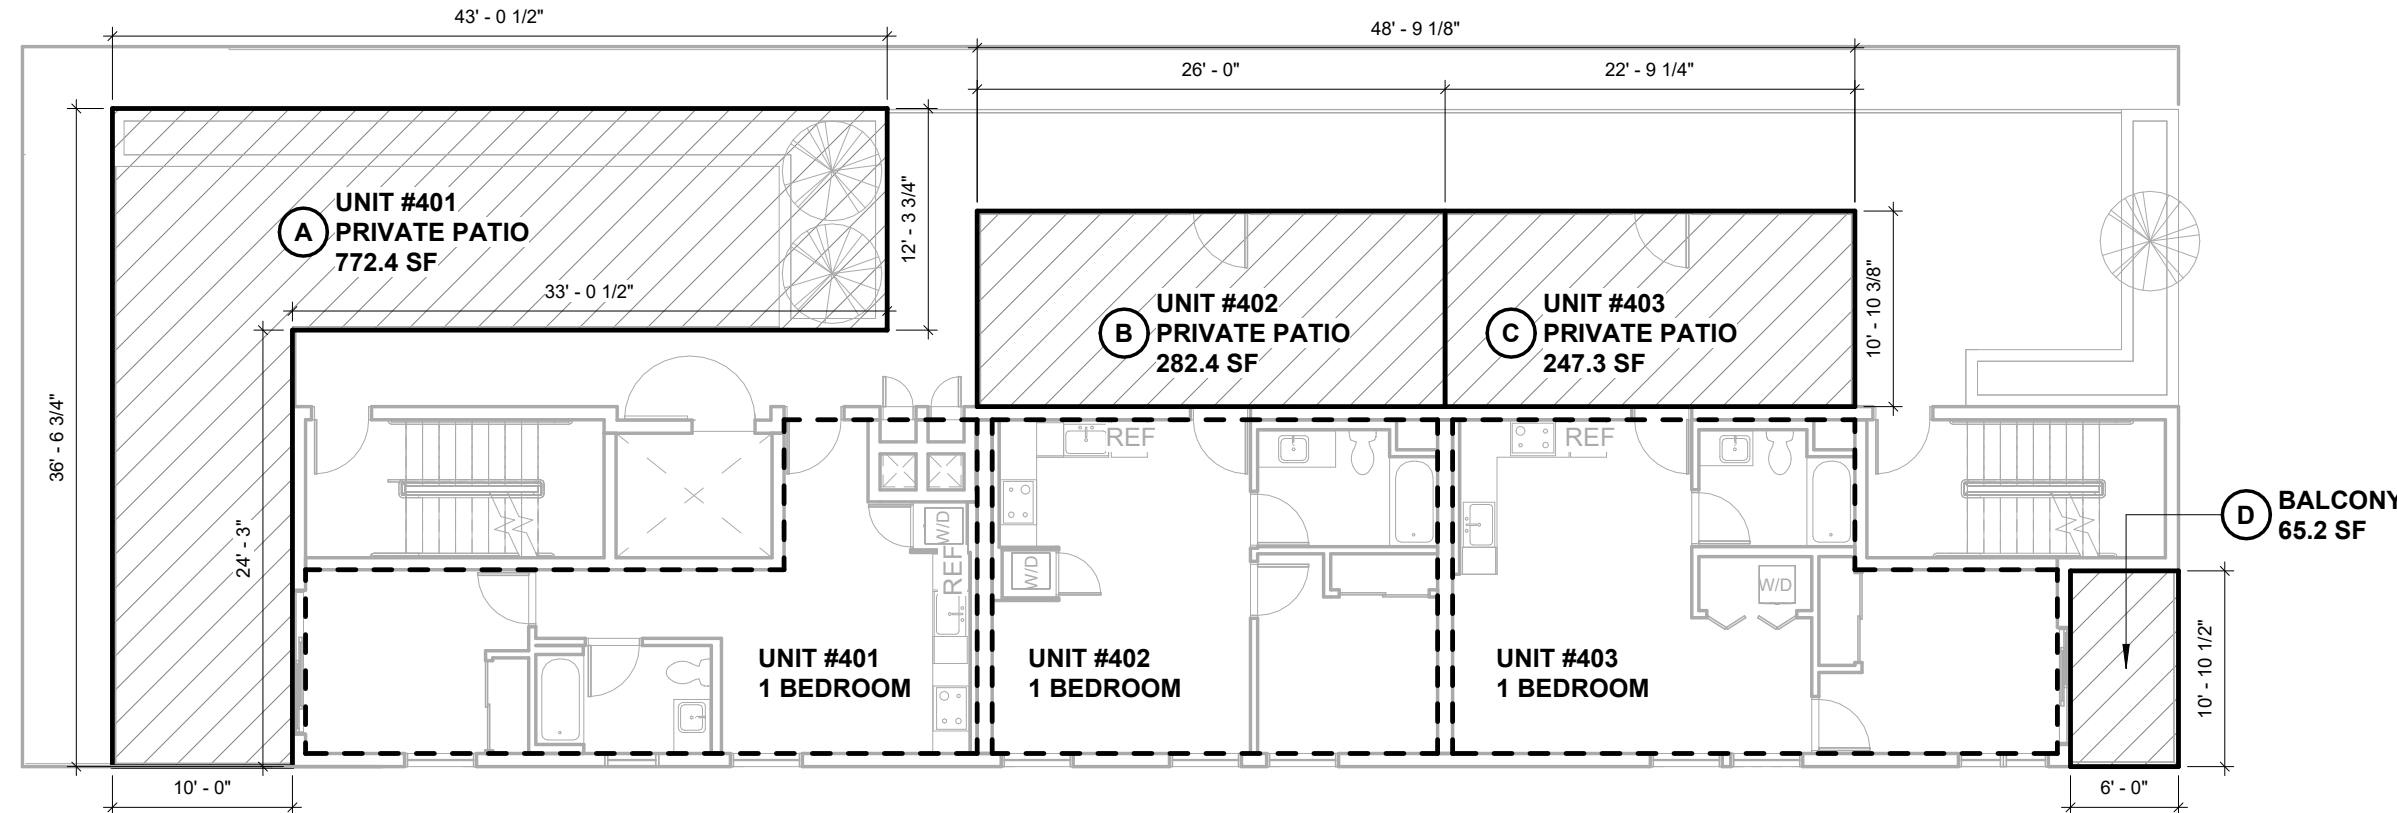 43' - 0 1/2"
48' - 9 1/8"
26' - 0"
22' - 9 1/4"
UNIT #401
A PRIVATE PATIO
772.4 SF
12' - 3 3/4"
33' - 0 1/2"
UNIT #402
B PRIVATE PATIO
282.4 SF
UNIT #403
C PRIVATE PATIO
247.3 SF
10' - 10 3/8"
36' - 6 3/4"
24' - 3"
REF
REF
W/D
REF
W/D
W/D
D BALCONY
65.2 SF
UNIT #401
1 BEDROOM
UNIT #402
1 BEDROOM
UNIT #403
1 BEDROOM
10' - 10 1/2"
10' - 0"
6' - 0"